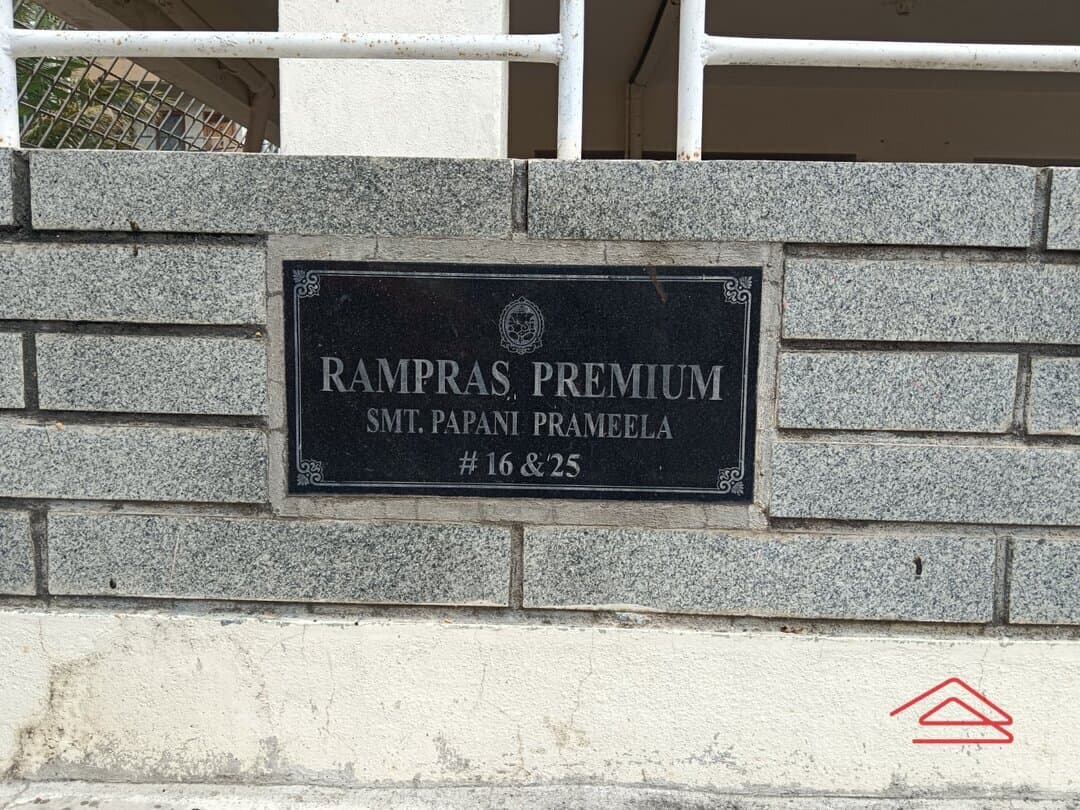 RAMPRAS PREMIUM
SMT. PAPANI PRAMEELA
# 16 & 25